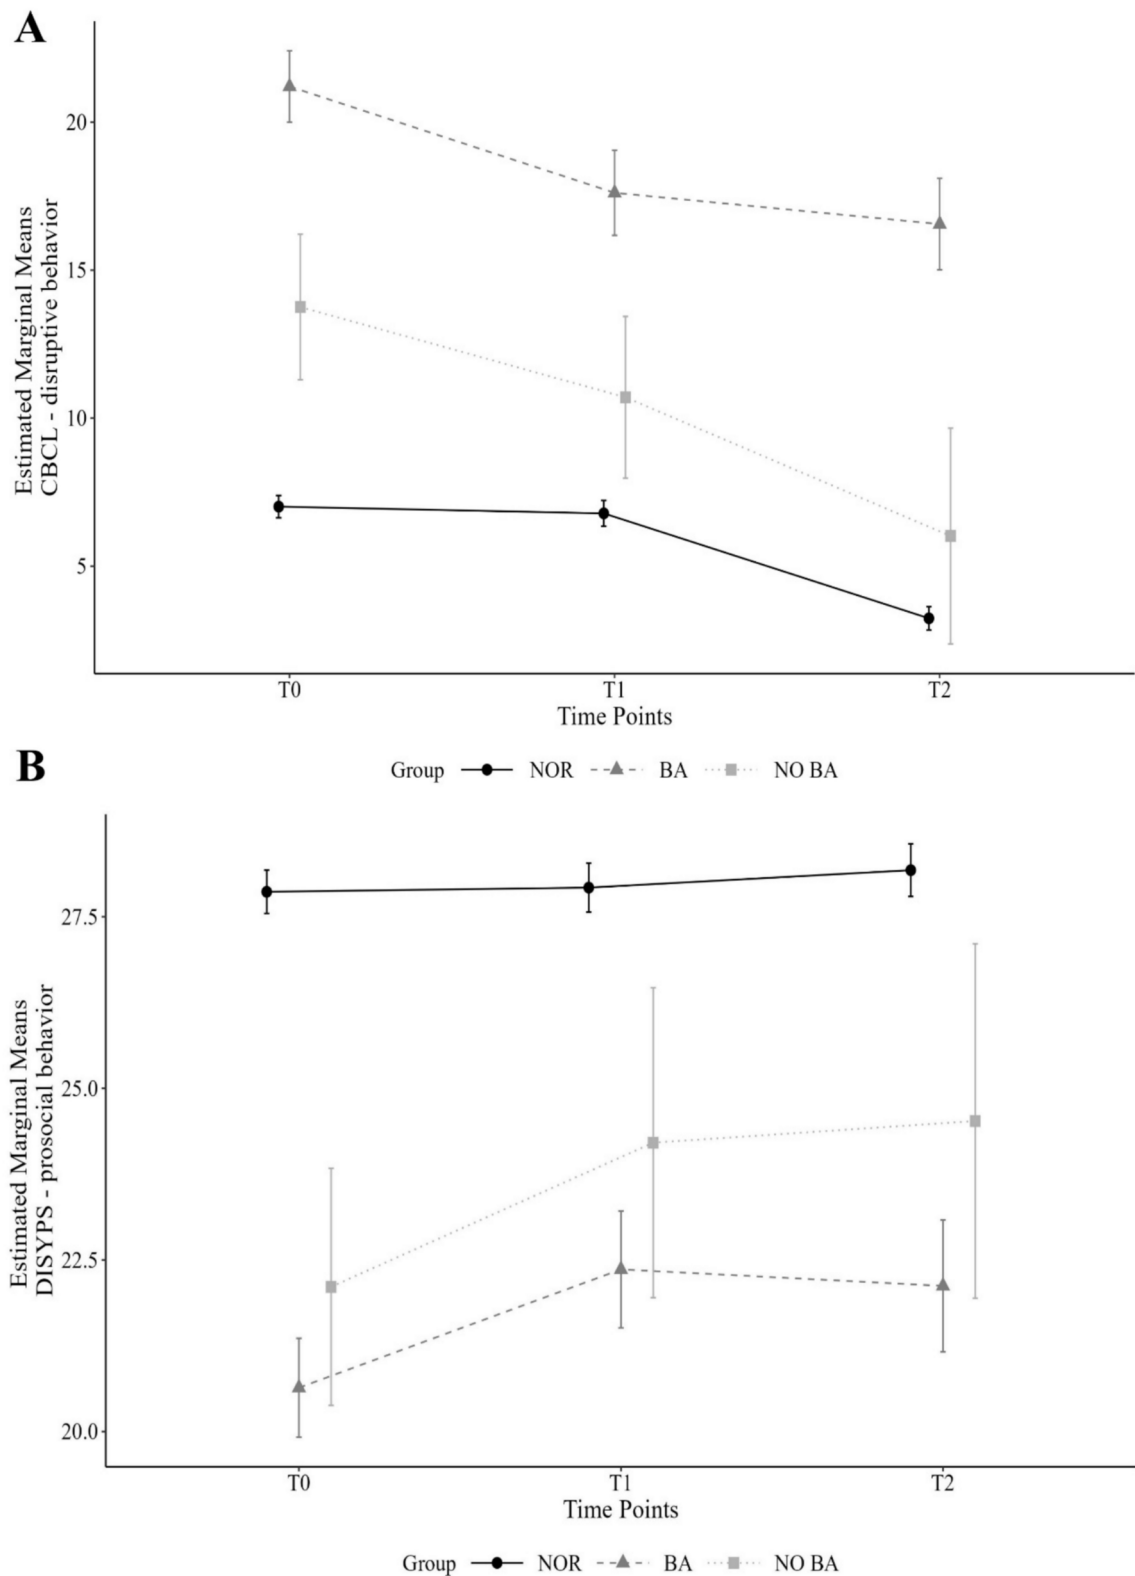 A
Estimated Marginal Means
CBCL - disruptive behavior
20
15
10
5
T0 T1 T2
Time Points
Group NOR BA NO BA
B
Estimated Marginal Means
DISYPS - prosocial behavior
27.5
25.0
22.5
20.0
T0 T1 T2
Time Points
Group NOR BA NO BA